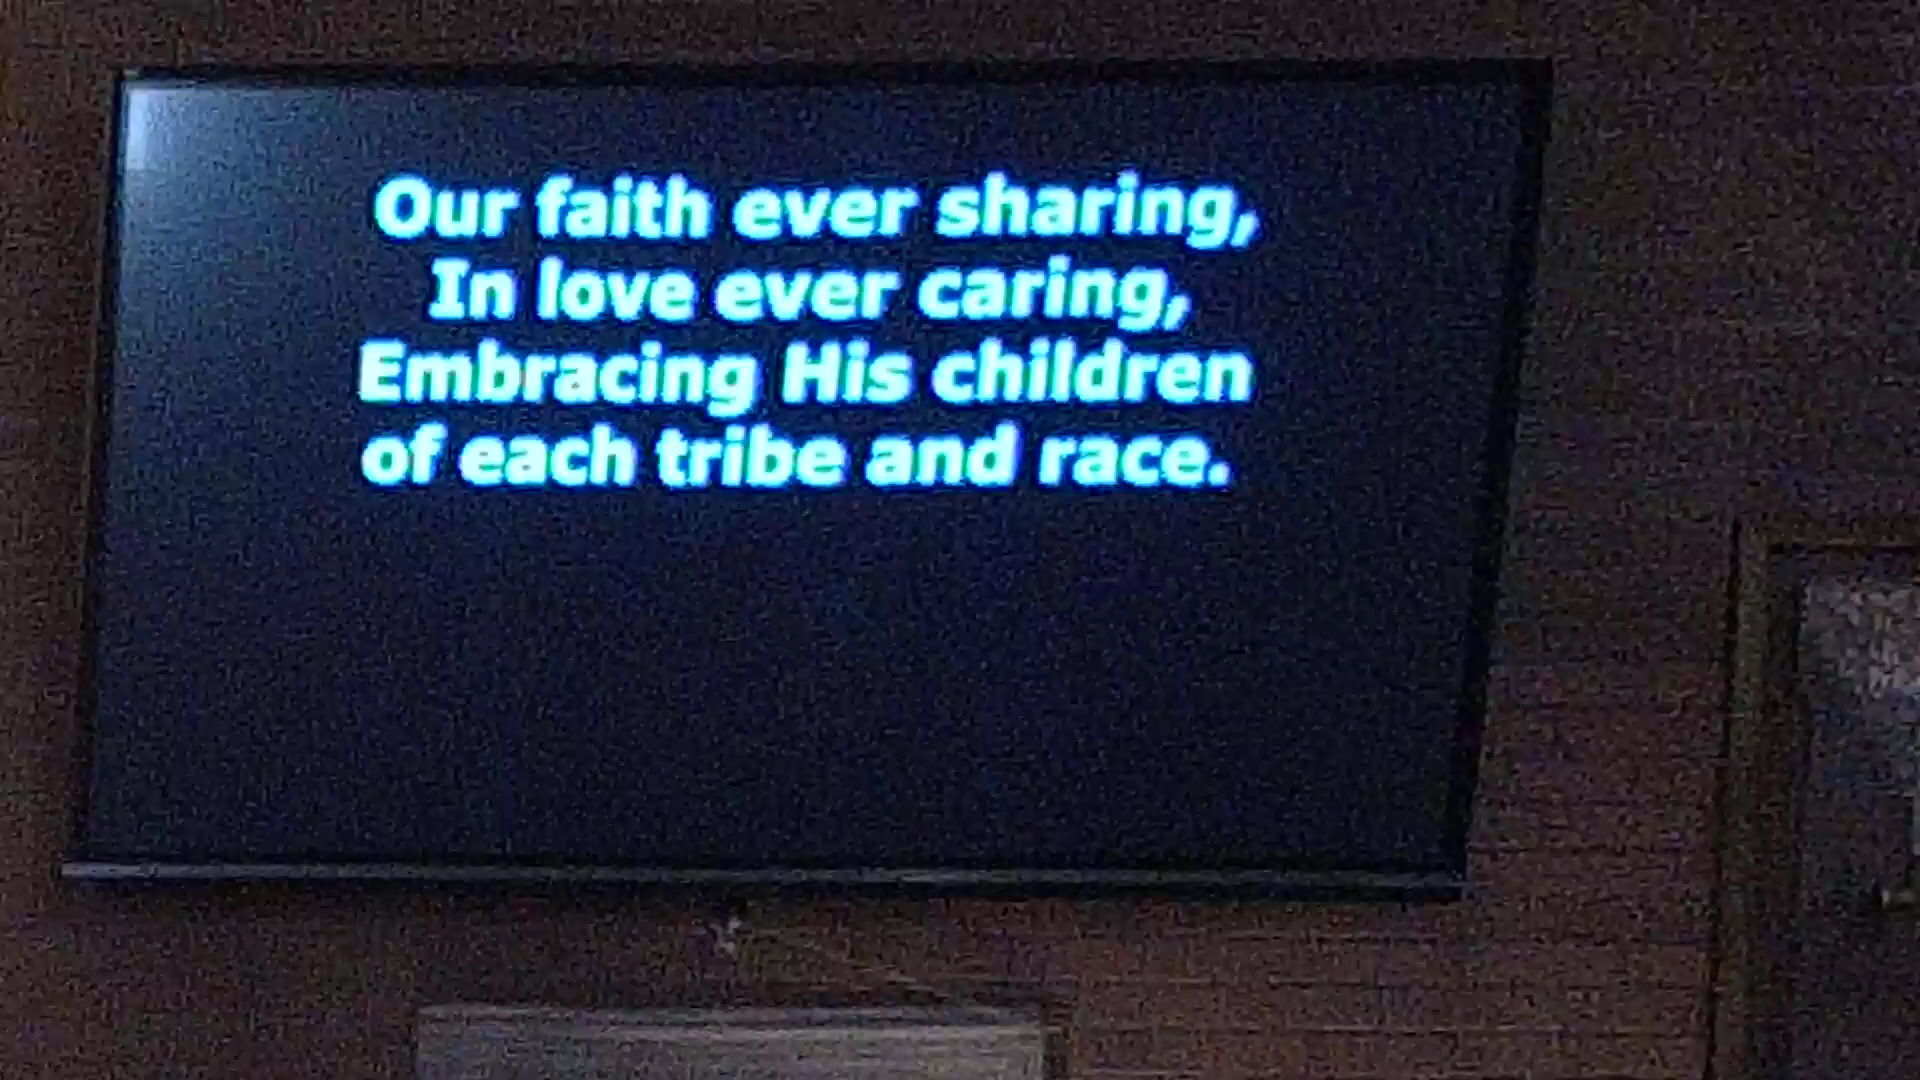 Our faith ever sharing,
In love ever caring,
Embracing His children
of each tribe and race.